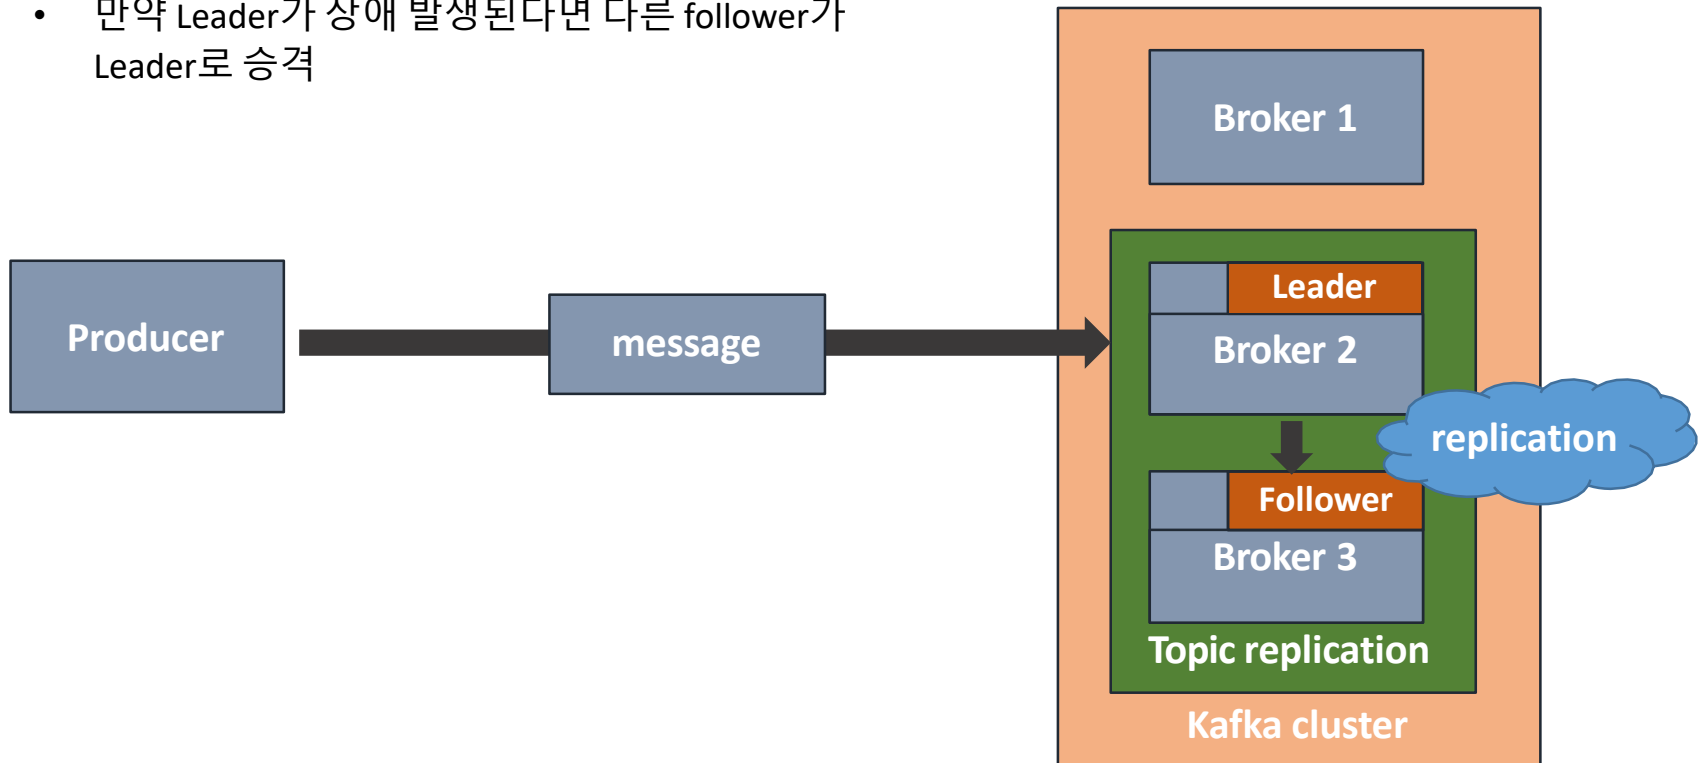 • 만약 Leader가 상애 발생된다면 다른 follower가
Leader로 승격
Broker 1
Leader
Producer
message
Broker 2
replication
Follower
Broker 3
Topic replication
Kafka cluster